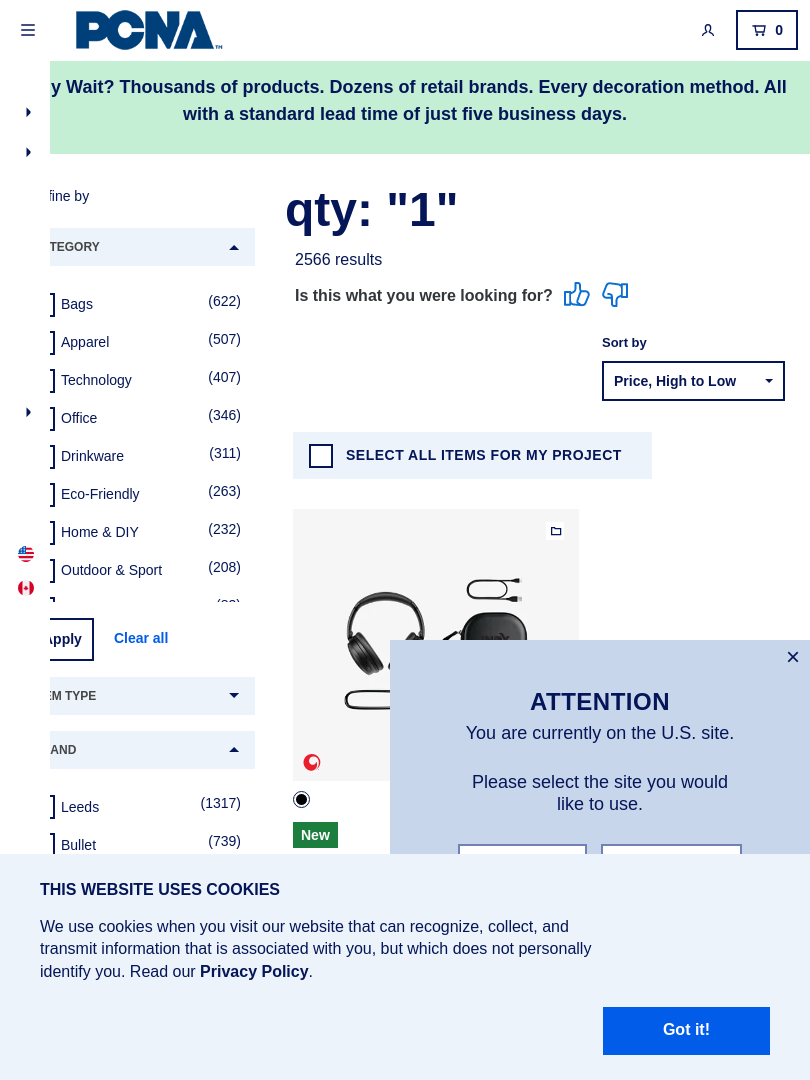 PCNA™
0
y Wait? Thousands of products. Dozens of retail brands. Every decoration method. All
with a standard lead time of just five business days.
fine by
qty: "1"
2566 results
Is this what you were looking for?
TEGORY
Bags (622)
Apparel (507)
Technology (407)
Office (346)
Drinkware (311)
Eco-Friendly (263)
Home & DIY (232)
Outdoor & Sport (208)
Sort by
Price, High to Low
SELECT ALL ITEMS FOR MY PROJECT
Apply Clear all
EM TYPE
AND
Leeds (1317)
Bullet (739)
New
×
ATTENTION
You are currently on the U.S. site.
Please select the site you would
like to use.
THIS WEBSITE USES COOKIES
We use cookies when you visit our website that can recognize, collect, and
transmit information that is associated with you, but which does not personally
identify you. Read our Privacy Policy.
Got it!